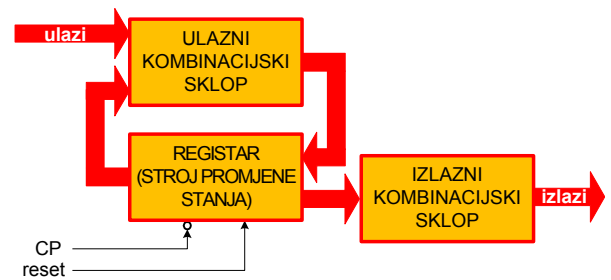 ulazi
ULAZNI
KOMBINACIJSKI
SKLOP
REGISTAR
(STROJ PROMJENE
STANJA)
IZLAZNI
KOMBINACIJSKI
SKLOP
izlazi
CP
reset